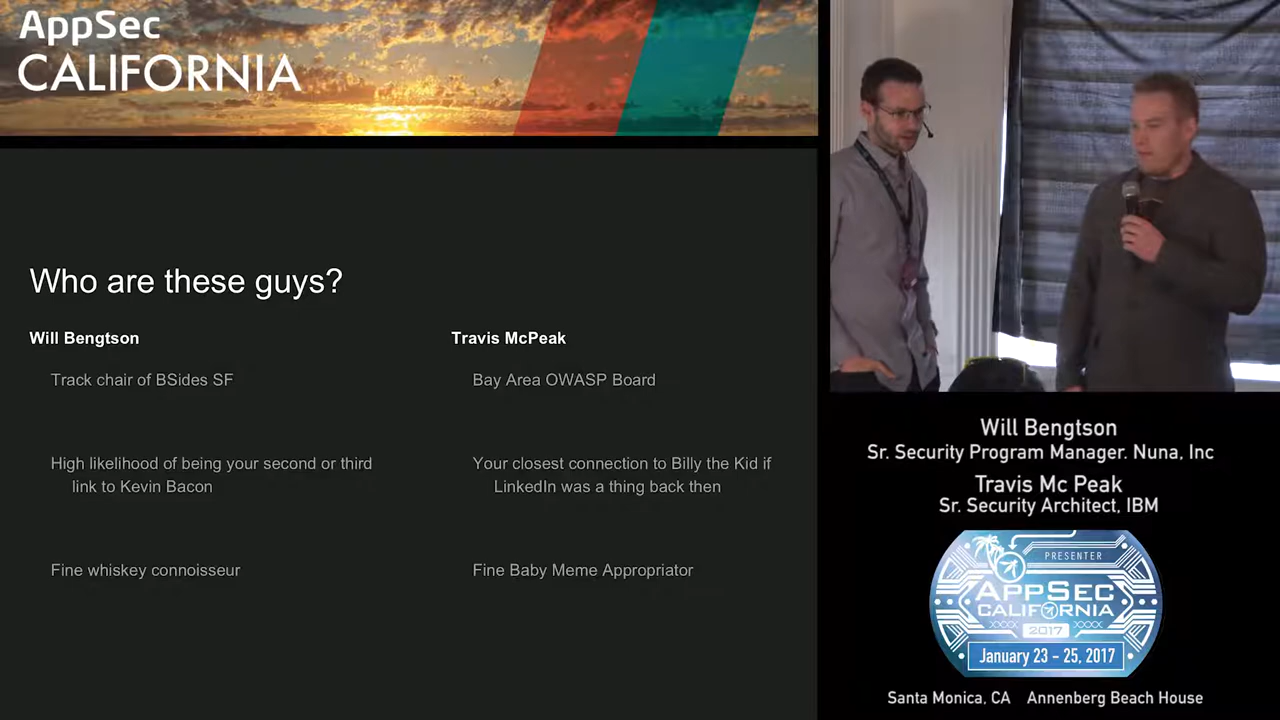 AppSec
CALIFORNIA
Who are these guys?
Will Bengtson
Track chair of BSides SF
High likelihood of being your second or third
link to Kevin Bacon
Fine whiskey connoisseur
Travis McPeak
Bay Area OWASP Board
Your closest connection to Billy the Kid if
LinkedIn was a thing back then
Fine Baby Meme Appropriator
Will Bengtson
Sr. Security Program Manager. Nuna, Inc
Travis Mc Peak
Sr. Security Architect, IBM
PRESENTER
APPSEC
CALIFORNIA
2017
January 23 - 25, 2017
Santa Monica, CA Annenberg Beach House